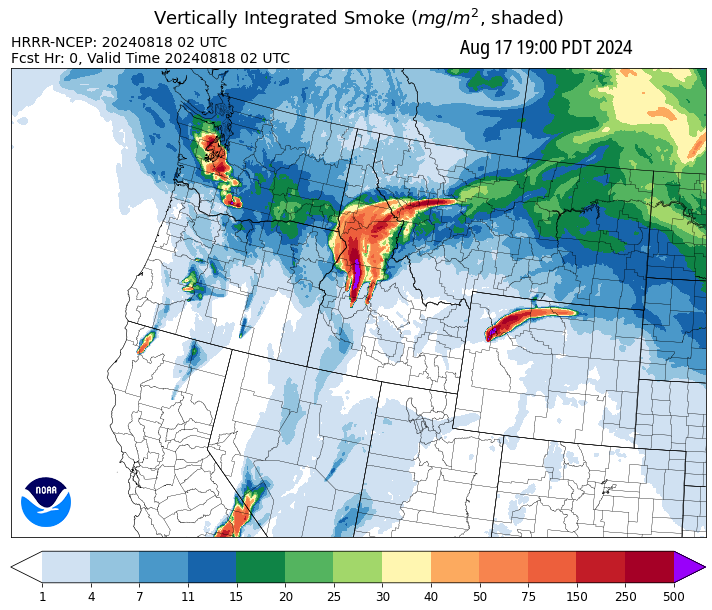 Vertically Integrated Smoke (mg/m², shaded)
HRRR-NCEP: 20240818 02 UTC
Aug 17 19:00 PDT 2024
Fcst Hr: 0, Valid Time 20240818 02 UTC
NOAA
1 4 7 11 15 20 25 30 40 50 75 150 250 500